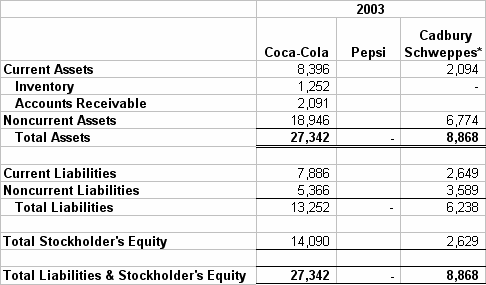 2003
Coca-Cola Pepsi Cadbury Schweppes*
Current Assets 8,396 2,094
Inventory 1,252 -
Accounts Receivable 2,091
Noncurrent Assets 18,946 6,774
Total Assets 27,342 - 8,868
Current Liabilities 7,886 2,649
Noncurrent Liabilities 5,366 3,589
Total Liabilities 13,252 - 6,238
Total Stockholder's Equity 14,090 2,629
Total Liabilities & Stockholder's Equity 27,342 - 8,868